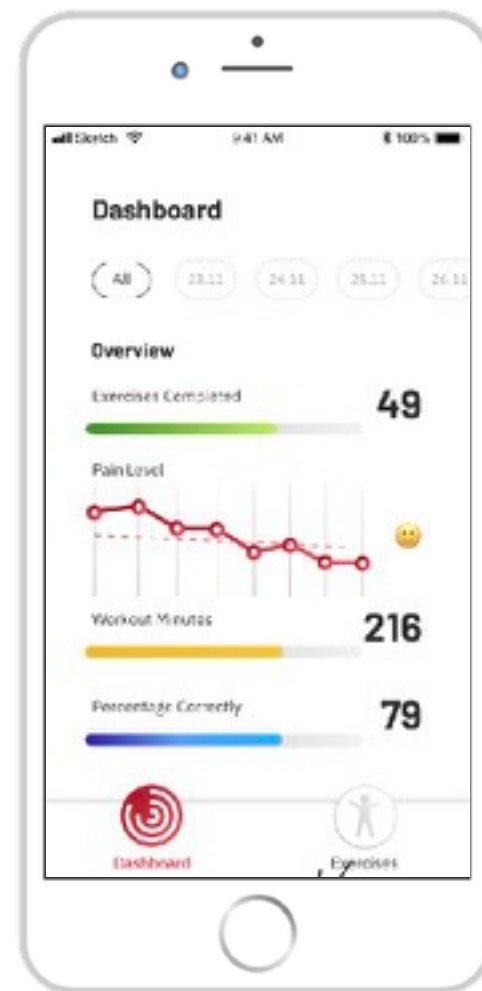 Sketch 9:41 AM 100%
Dashboard
All 23.11 24.11 25.11 26.11
Overview
Exercises Completed
49
Pain Level
Workout Minutes
216
Percentage Correctly
79
Dashboard Exercises